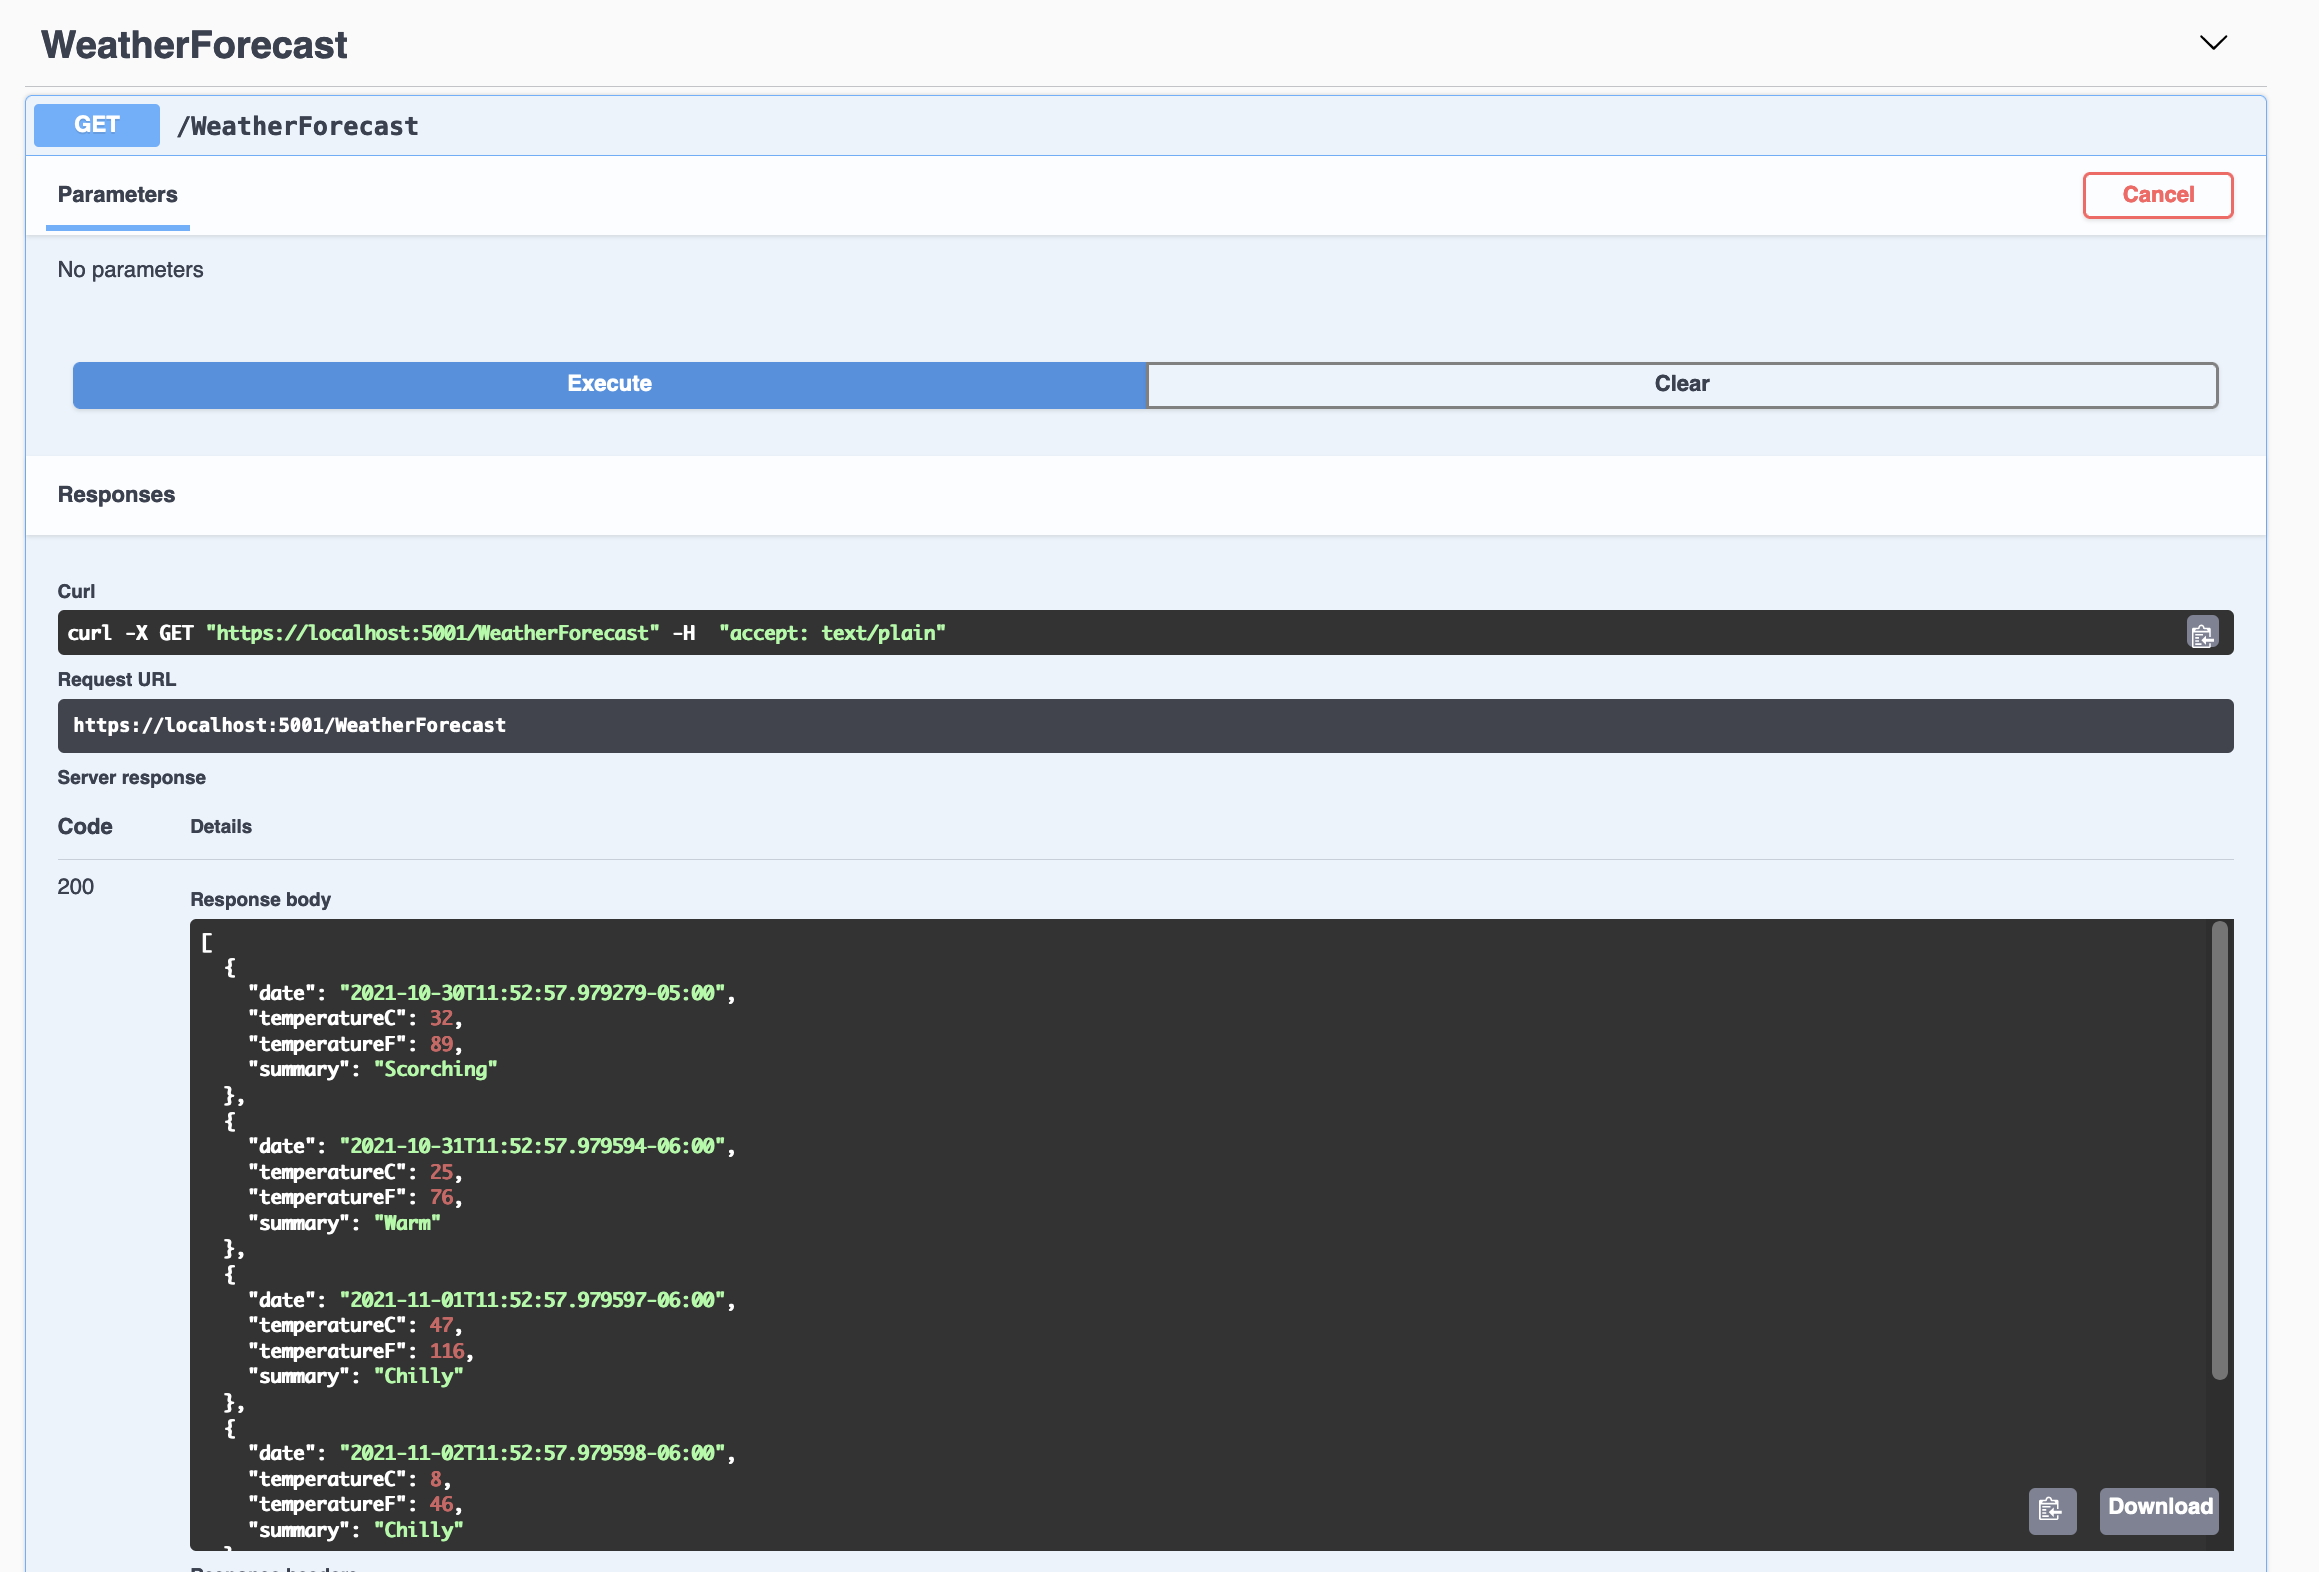 WeatherForecast
GET /WeatherForecast
Parameters
Cancel
No parameters
Execute
Clear
Responses
Curl
curl -X GET "https://localhost:5001/WeatherForecast" -H  "accept: text/plain"
Request URL
https://localhost:5001/WeatherForecast
Server response
Code Details
200
Response body
[
  {
    "date": "2021-10-30T11:52:57.979279-05:00",
    "temperatureC": 32,
    "temperatureF": 89,
    "summary": "Scorching"
  },
  {
    "date": "2021-10-31T11:52:57.979594-06:00",
    "temperatureC": 25,
    "temperatureF": 76,
    "summary": "Warm"
  },
  {
    "date": "2021-11-01T11:52:57.979597-06:00",
    "temperatureC": 47,
    "temperatureF": 116,
    "summary": "Chilly"
  },
  {
    "date": "2021-11-02T11:52:57.979598-06:00",
    "temperatureC": 8,
    "temperatureF": 46,
    "summary": "Chilly"
Download